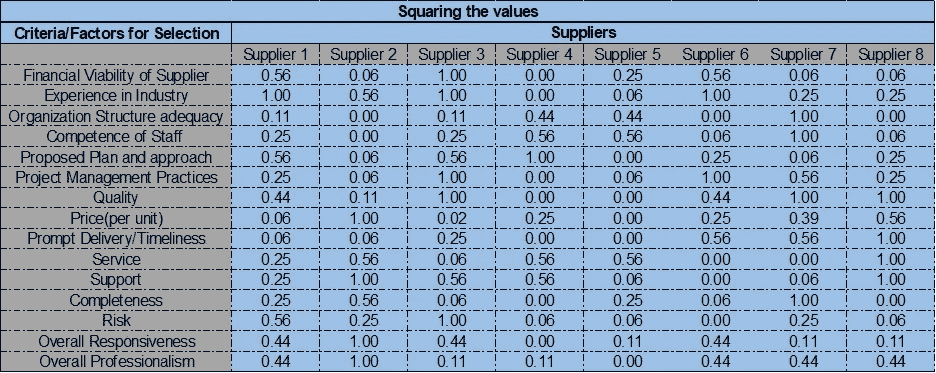 Squaring the values
Criteria/Factors for Selection Suppliers
Supplier 1 Supplier 2 Supplier 3 Supplier 4 Supplier 5 Supplier 6 Supplier 7 Supplier 8
Financial Viability of Supplier 0.56 0.06 1.00 0.00 0.25 0.56 0.06 0.06
Experience in Industry 1.00 0.56 1.00 0.00 0.06 1.00 0.25 0.25
Organization Structure adequacy 0.11 0.00 0.11 0.44 0.44 0.00 1.00 0.00
Competence of Staff 0.25 0.00 0.25 0.56 0.56 0.06 1.00 0.06
Proposed Plan and approach 0.56 0.06 0.56 1.00 0.00 0.25 0.06 0.25
Project Management Practices 0.25 0.06 1.00 0.00 0.06 1.00 0.56 0.25
Quality 0.44 0.11 1.00 0.00 0.00 0.44 1.00 1.00
Price(per unit) 0.06 1.00 0.02 0.25 0.00 0.25 0.39 0.56
Prompt Delivery/Timeliness 0.06 0.06 0.25 0.00 0.00 0.56 0.56 1.00
Service 0.25 0.56 0.06 0.56 0.56 0.00 0.00 1.00
Support 0.25 1.00 0.56 0.56 0.06 0.00 0.06 1.00
Completeness 0.25 0.56 0.06 0.00 0.25 0.06 1.00 0.00
Risk 0.56 0.25 1.00 0.06 0.06 0.00 0.25 0.06
Overall Responsiveness 0.44 1.00 0.44 0.00 0.11 0.44 0.11 0.11
Overall Professionalism 0.44 1.00 0.11 0.11 0.00 0.44 0.44 0.44